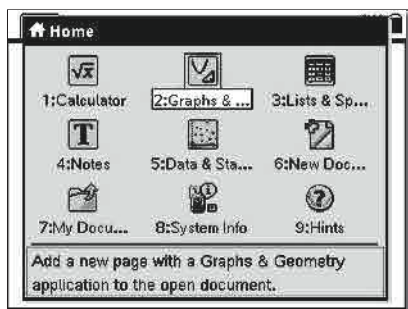 Home
1:Calculator 2:Graphs & ... 3:Lists & Sp...
4:Notes 5:Data & Sta... 6:New Doc...
7:My Docu... 8:System Info 9:Hints
Add a new page with a Graphs & Geometry
application to the open document.